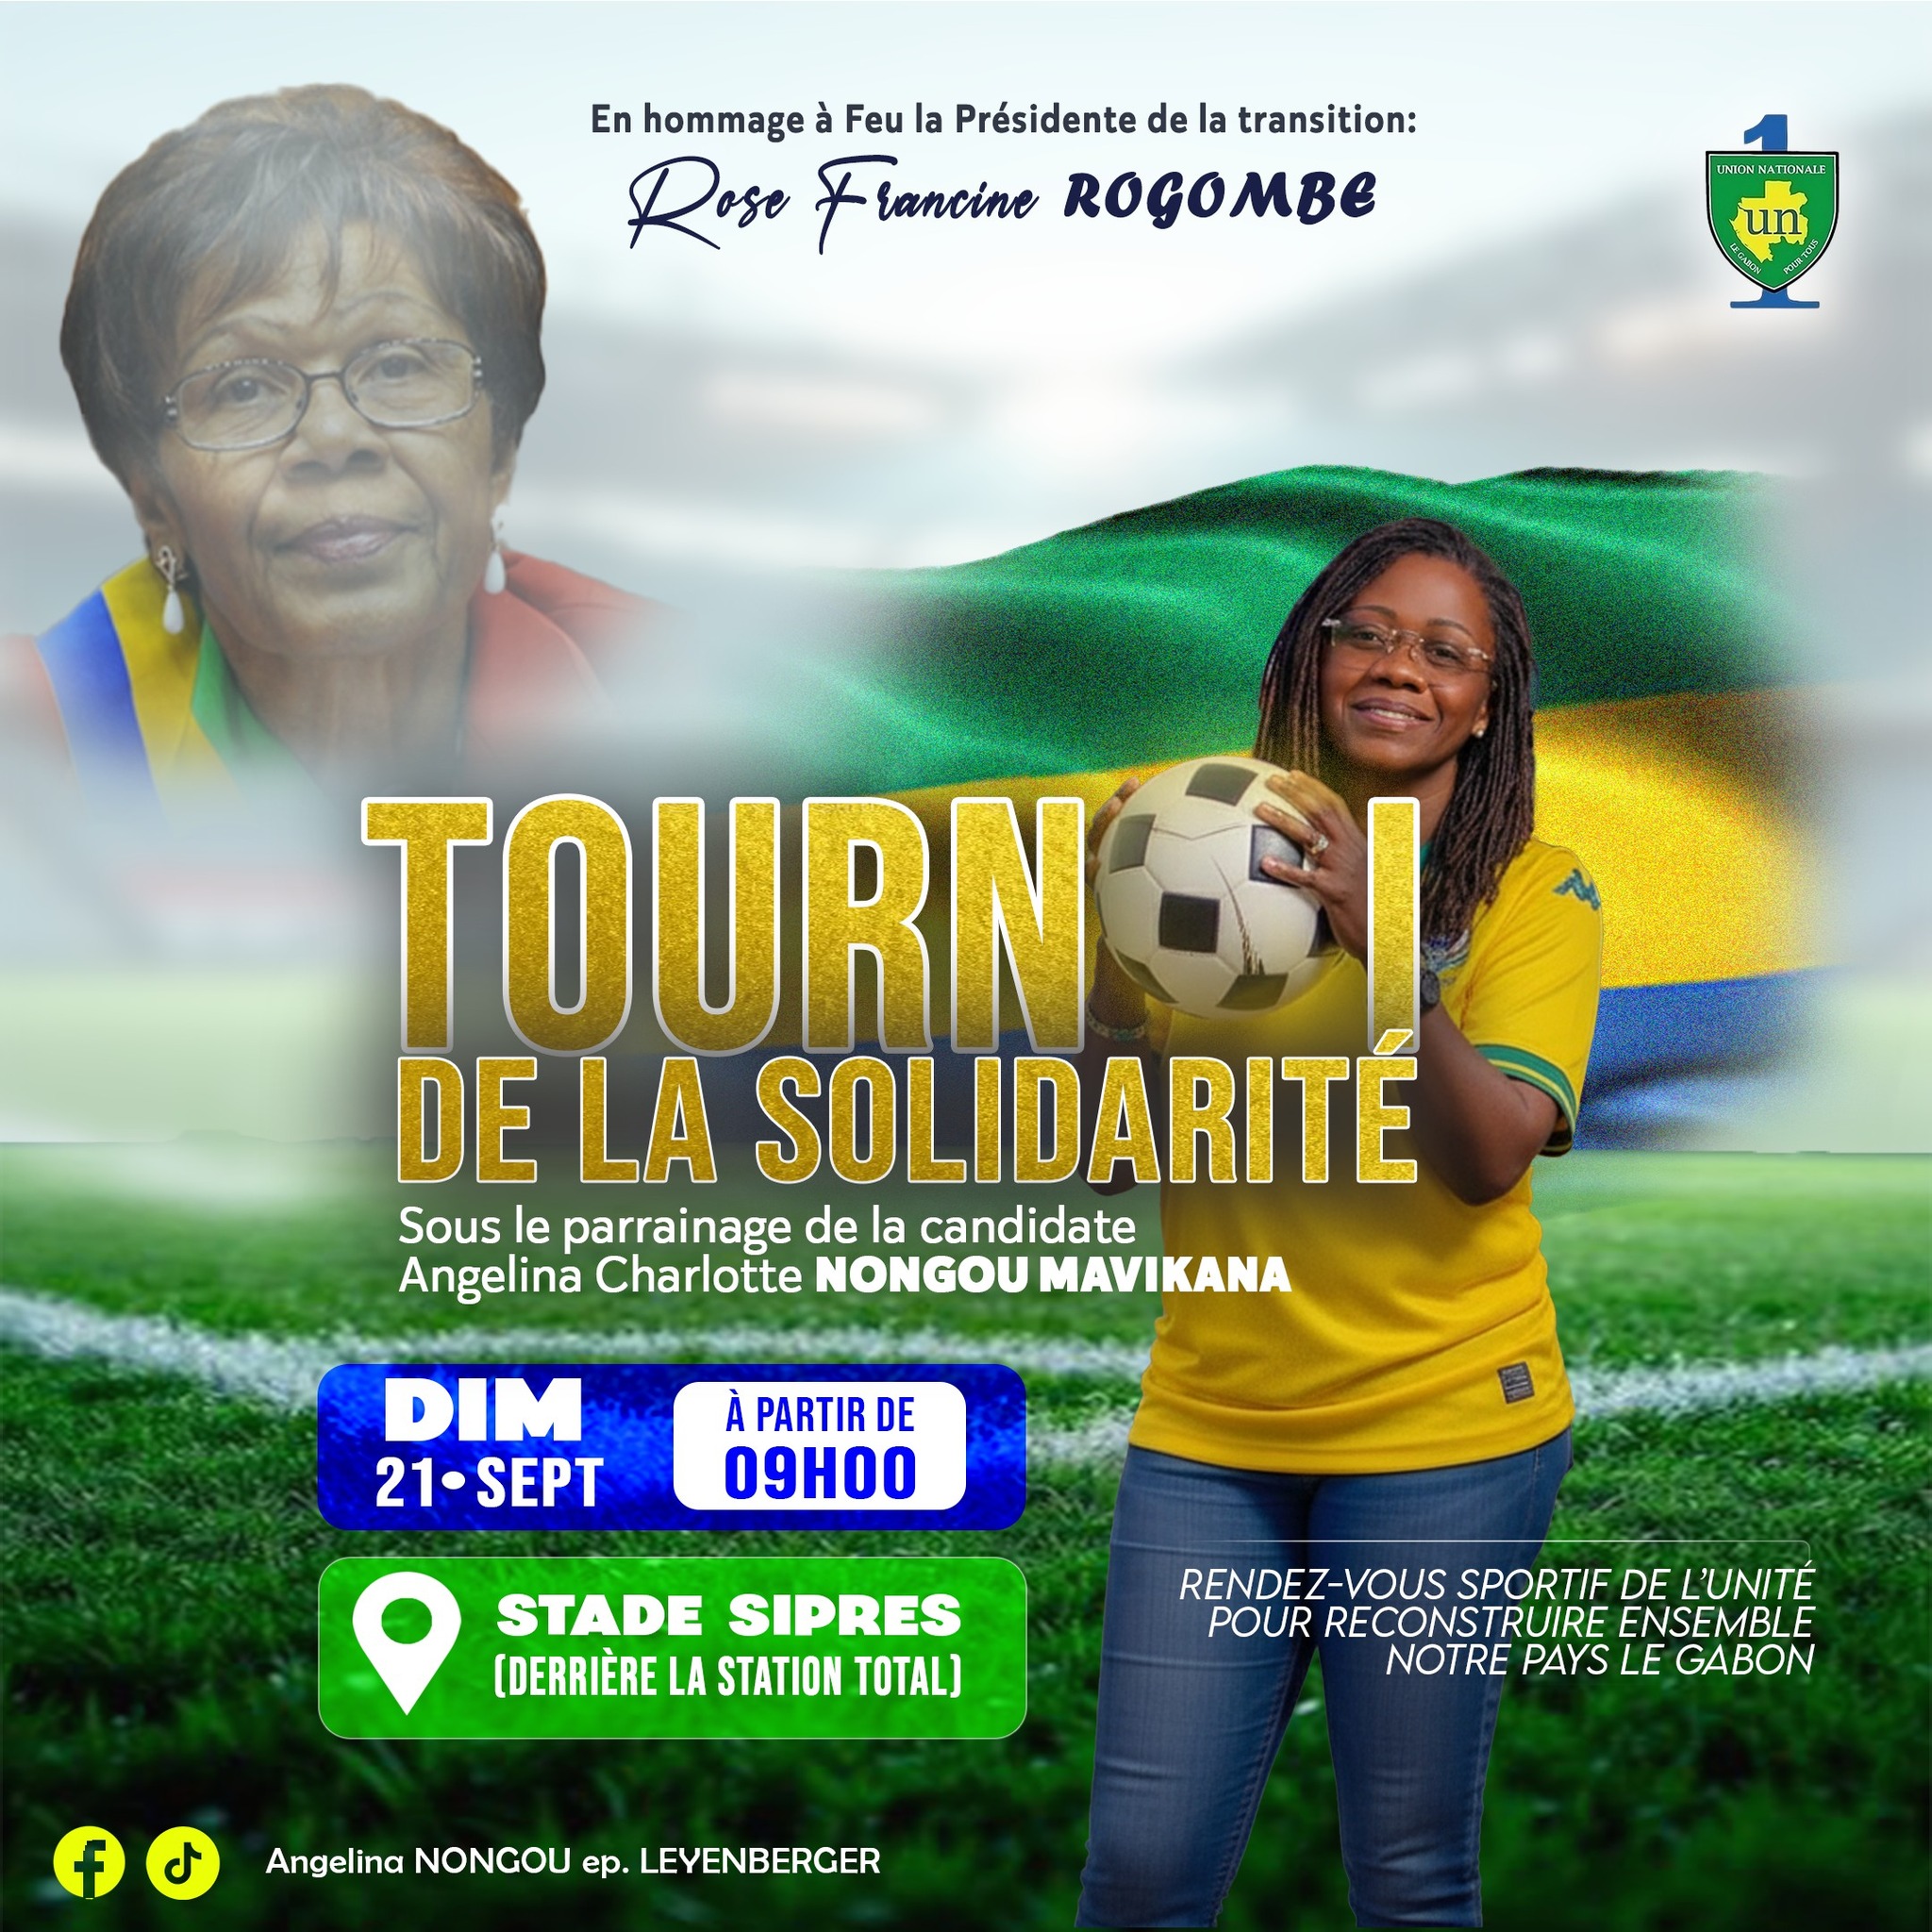 En hommage à Feu la Présidente de la transition:
Rose Francine ROGOMBE
1
UNION NATIONALE
un
LE GABON POUR TOUS
TOURN I
DE LA SOLIDARITÉ
Sous le parrainage de la candidate
Angelina Charlotte NONGOU MAVIKANA
DIM
21•SEPT
À PARTIR DE
09H00
STADE SIPRES
(DERRIÈRE LA STATION TOTAL)
RENDEZ-VOUS SPORTIF DE L'UNITÉ
POUR RECONSTRUIRE ENSEMBLE
NOTRE PAYS LE GABON
Angelina NONGOU ep. LEYENBERGER